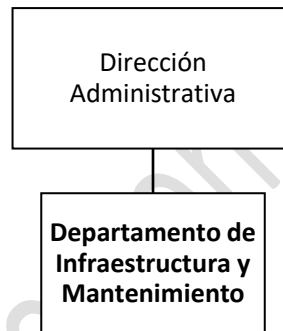 Dirección
Administrativa
Departamento de
Infraestructura y
Mantenimiento